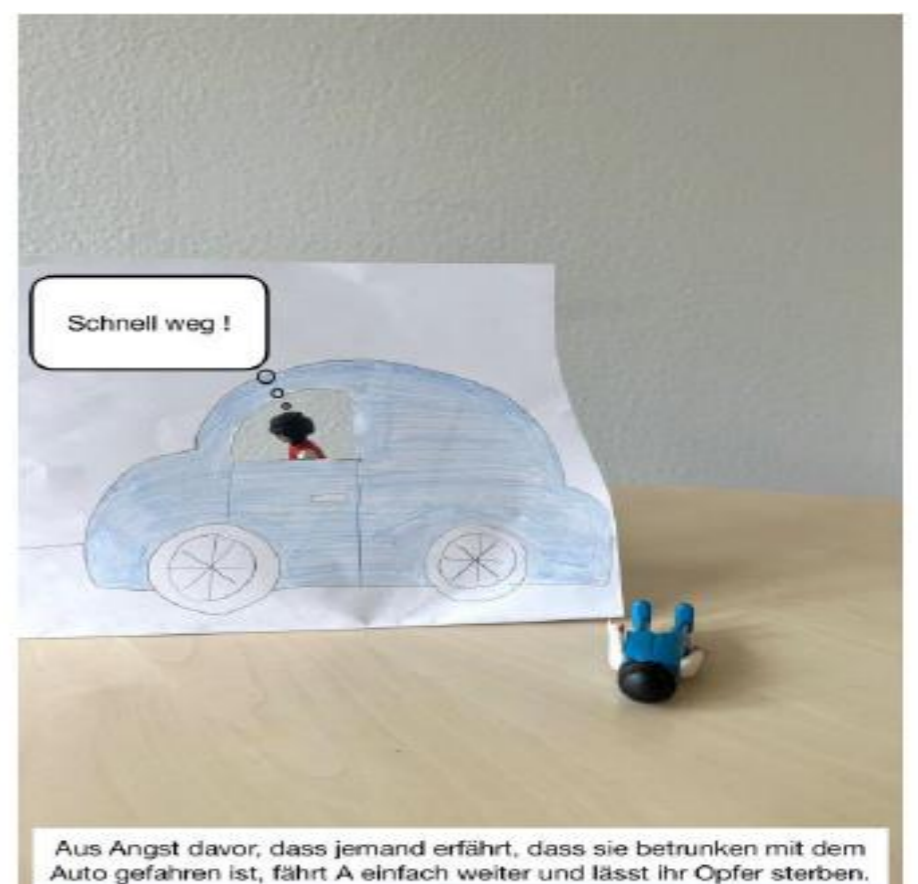 Schnell weg !
Aus Angst davor, dass jemand erfährt, dass sie betrunken mit dem
Auto gefahren ist, fährt A einfach weiter und lässt ihr Opfer sterben.